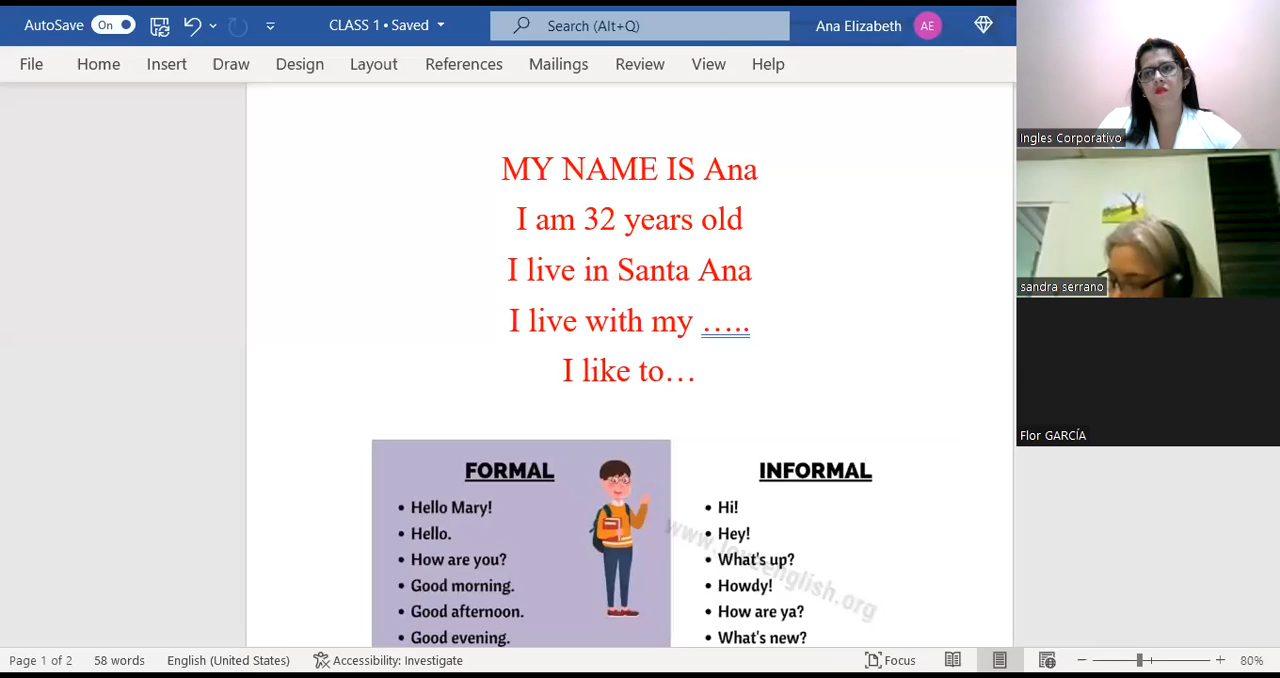 AutoSave On CLASS 1 • Saved Search (Alt+Q) Ana Elizabeth AE
File Home Insert Draw Design Layout References Mailings Review View Help
MY NAME IS Ana
I am 32 years old
I live in Santa Ana
I live with my …..
I like to…
FORMAL
• Hello Mary!
• Hello.
• How are you?
• Good morning.
• Good afternoon.
• Good evening.
INFORMAL
• Hi!
• Hey!
• What's up?
• Howdy!
• How are ya?
• What's new?
www.loveenglish.org
Ingles Corporativo
sandra serrano
Flor GARCÍA
Page 1 of 2 58 words English (United States) Accessibility: Investigate Focus 80%